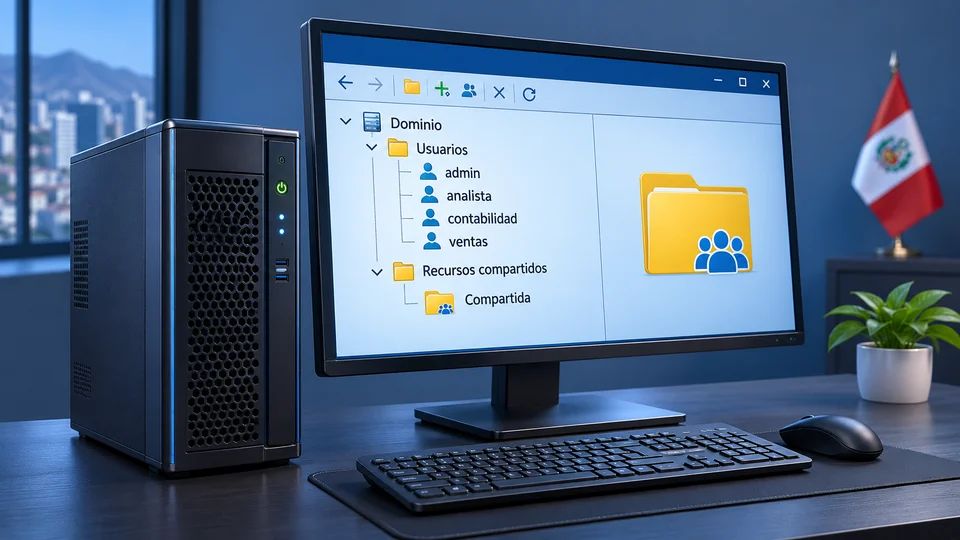 Dominio
Usuarios
admin
analista
contabilidad
ventas
Recursos compartidos
Compartida